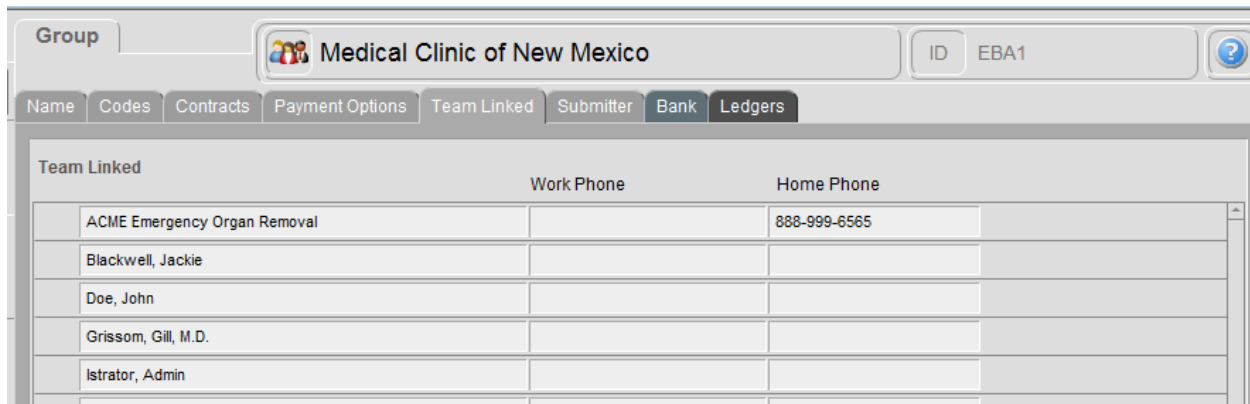 Group
Medical Clinic of New Mexico
ID EBA1
?
Name Codes Contracts Payment Options Team Linked Submitter Bank Ledgers
Team Linked
Work Phone Home Phone
ACME Emergency Organ Removal 888-999-6565
Blackwell, Jackie
Doe, John
Grissom, Gill, M.D.
Istrator, Admin